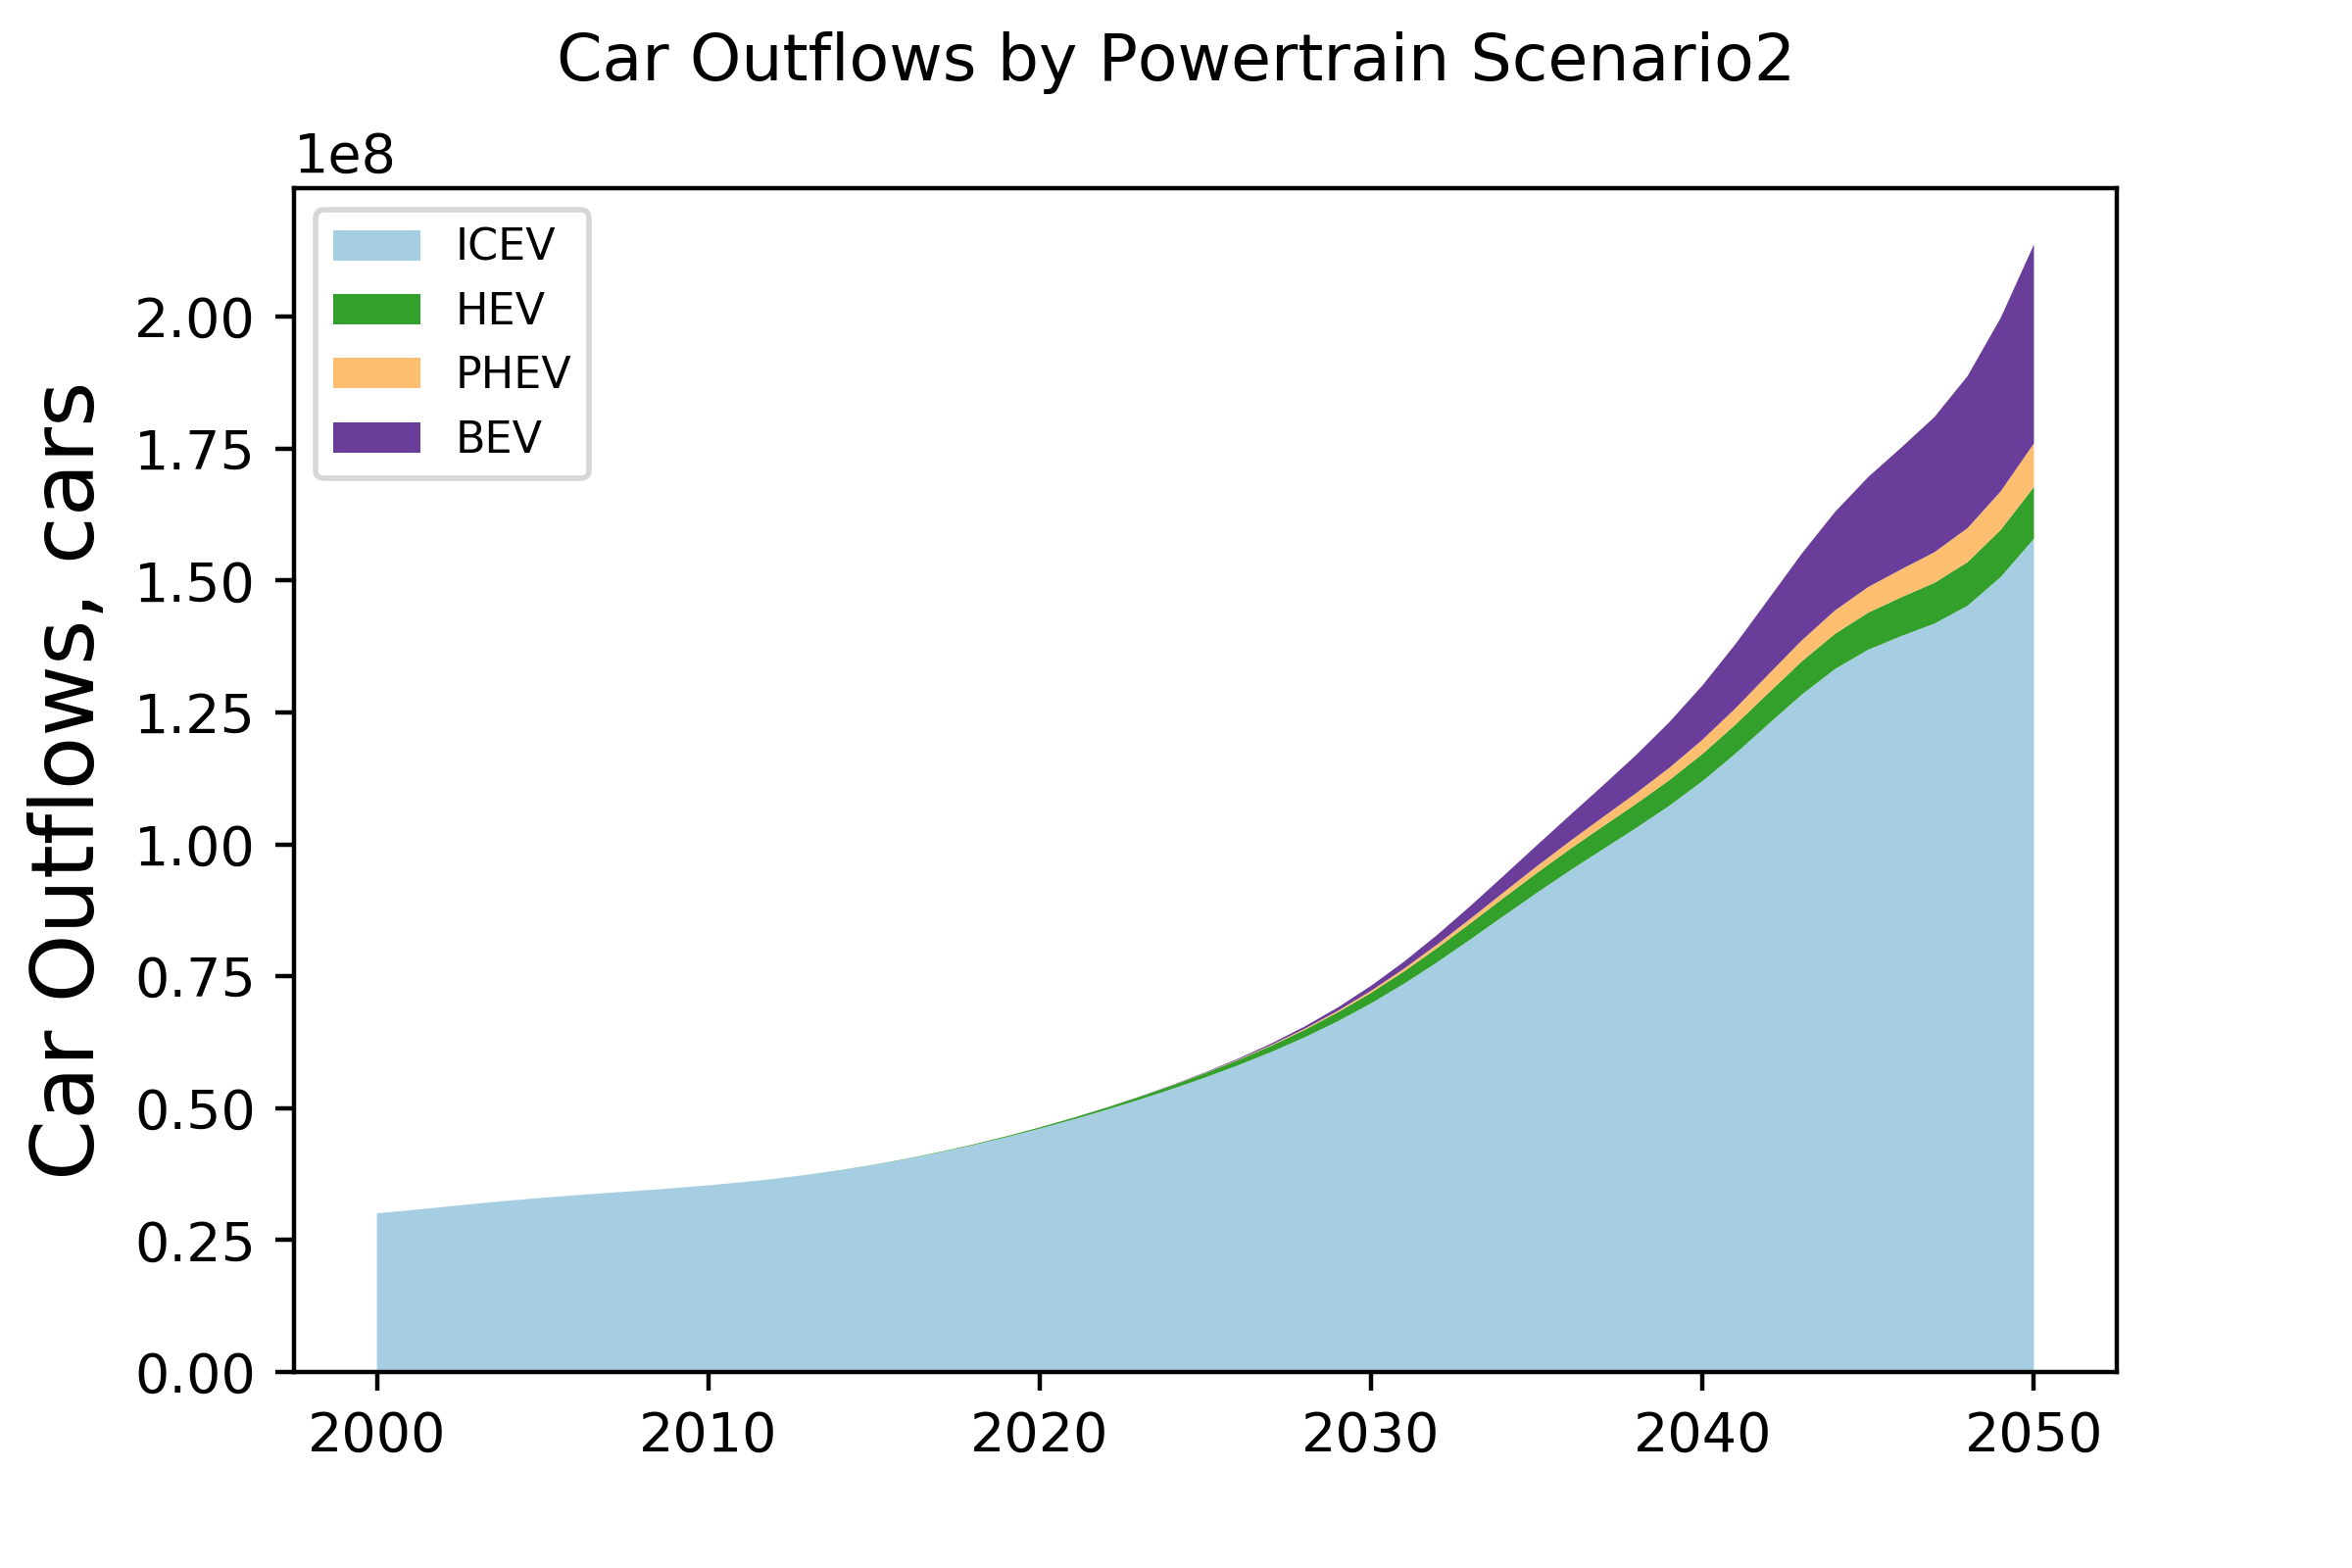 Car Outflows by Powertrain Scenario2
1e8
ICEV
HEV
PHEV
BEV
Car Outflows, cars
2.00
1.75
1.50
1.25
1.00
0.75
0.50
0.25
0.00
2000 2010 2020 2030 2040 2050